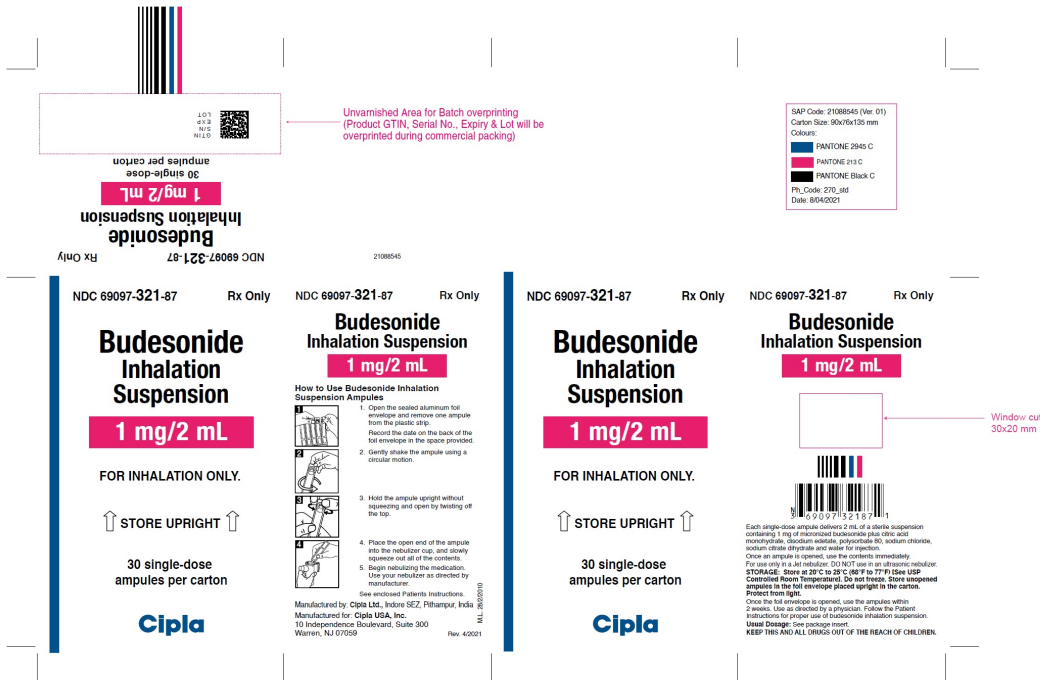 GTIN
S/N
EXP
LOT
30 single-dose
ampules per carton
1 mg/2 mL
Budesonide
Inhalation Suspension
NDC 69097-321-87 Rx Only
Unvarnished Area for Batch overprinting
(Product GTIN, Serial No., Expiry & Lot will be
overprinted during commercial packing)
SAP Code: 21088545 (Ver. 01)
Carton Size: 90x76x135 mm
Colours:
PANTONE 2945 C
PANTONE 213 C
PANTONE Black C
Ph_Code: 270_std
Date: 8/04/2021
21088545
NDC 69097-321-87 Rx Only
Budesonide
Inhalation
Suspension
1 mg/2 mL
FOR INHALATION ONLY.
STORE UPRIGHT
30 single-dose
ampules per carton
Cipla
NDC 69097-321-87 Rx Only
Budesonide
Inhalation Suspension
1 mg/2 mL
How to Use Budesonide Inhalation
Suspension Ampules
1
1. Open the sealed aluminum foil
envelope and remove one ampule
from the plastic strip.
Record the date on the back of the
foil envelope in the space provided.
2
2. Gently shake the ampule using a
circular motion.
3
3. Hold the ampule upright without
squeezing and open by twisting off
the top.
4
4. Place the open end of the ampule
into the nebulizer cup, and slowly
squeeze out all of the contents.
5. Begin nebulizing the medication.
Use your nebulizer as directed by
manufacturer.
See enclosed Patients Instructions.
Manufactured by: Cipla Ltd., Indore SEZ, Pithampur, India
Manufactured for: Cipla USA, Inc.
10 Independence Boulevard, Suite 300
Warren, NJ 07059 Rev. 4/2021
M.L. 28/2/2010
NDC 69097-321-87 Rx Only
Budesonide
Inhalation
Suspension
1 mg/2 mL
FOR INHALATION ONLY.
STORE UPRIGHT
30 single-dose
ampules per carton
Cipla
NDC 69097-321-87 Rx Only
Budesonide
Inhalation Suspension
1 mg/2 mL
Window cut
30x20 mm
N
3 69097 32187 1
Each single-dose ampule delivers 2 mL of a sterile suspension
containing 1 mg of micronized budesonide plus citric acid
monohydrate, disodium edetate, polysorbate 80, sodium chloride,
sodium citrate dihydrate and water for injection.
Once an ampule is opened, use the contents immediately.
For use only in a Jet nebulizer. DO NOT use in an ultrasonic nebulizer.
STORAGE: Store at 20°C to 25°C (68°F to 77°F) [See USP
Controlled Room Temperature). Do not freeze. Store unopened
ampules in the foil envelope placed upright in the carton.
Protect from light.
Once the foil envelope is opened, use the ampules within
2 weeks. Use as directed by a physician. Follow the Patient
Instructions for proper use of budesonide inhalation suspension.
Usual Dosage: See package insert.
KEEP THIS AND ALL DRUGS OUT OF THE REACH OF CHILDREN.